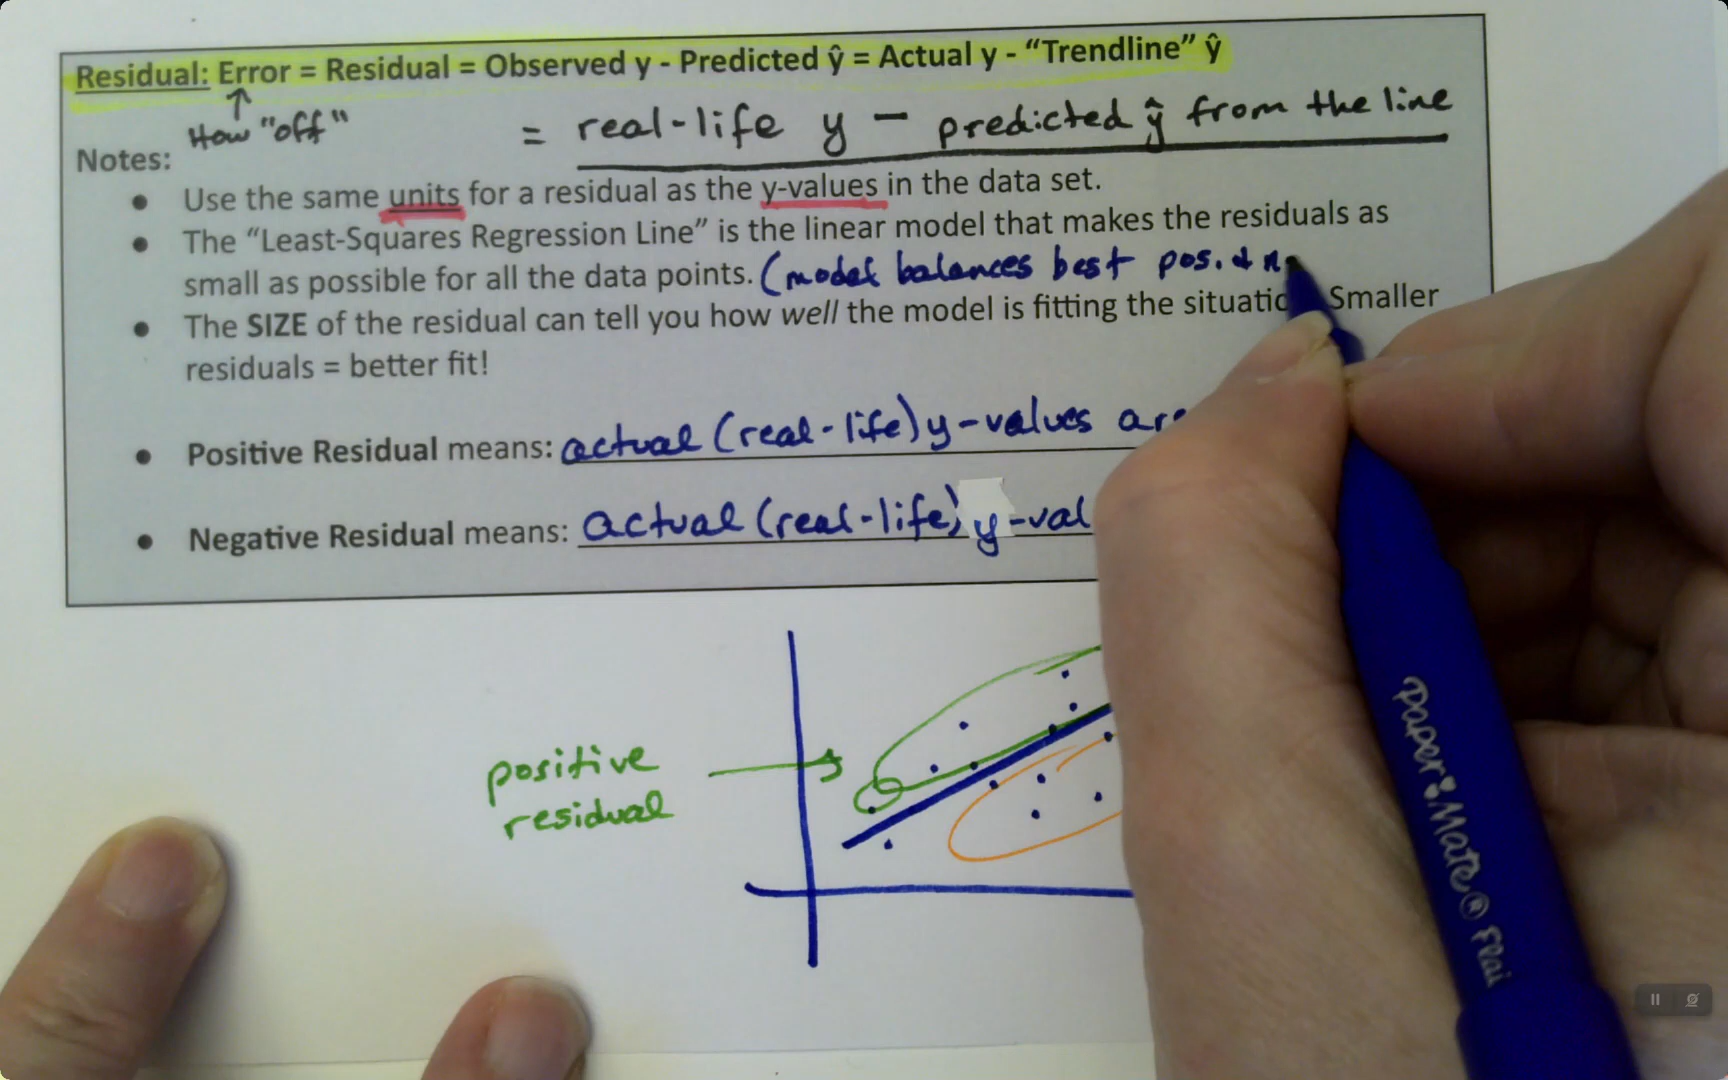 Residual: Error = Residual = Observed y - Predicted ŷ = Actual y - “Trendline” ŷ
How "off"
= real-life y - predicted ŷ from the line
Notes:
● Use the same units for a residual as the y-values in the data set.
● The “Least-Squares Regression Line” is the linear model that makes the residuals as
small as possible for all the data points. (model balances best pos. +
● The SIZE of the residual can tell you how well the model is fitting the Smaller
residuals = better fit!
● Positive Residual means: actual (real-life) y-values
● Negative Residual means: actual (real-life) y-val
positive
residual
Paper:Mate® Flai